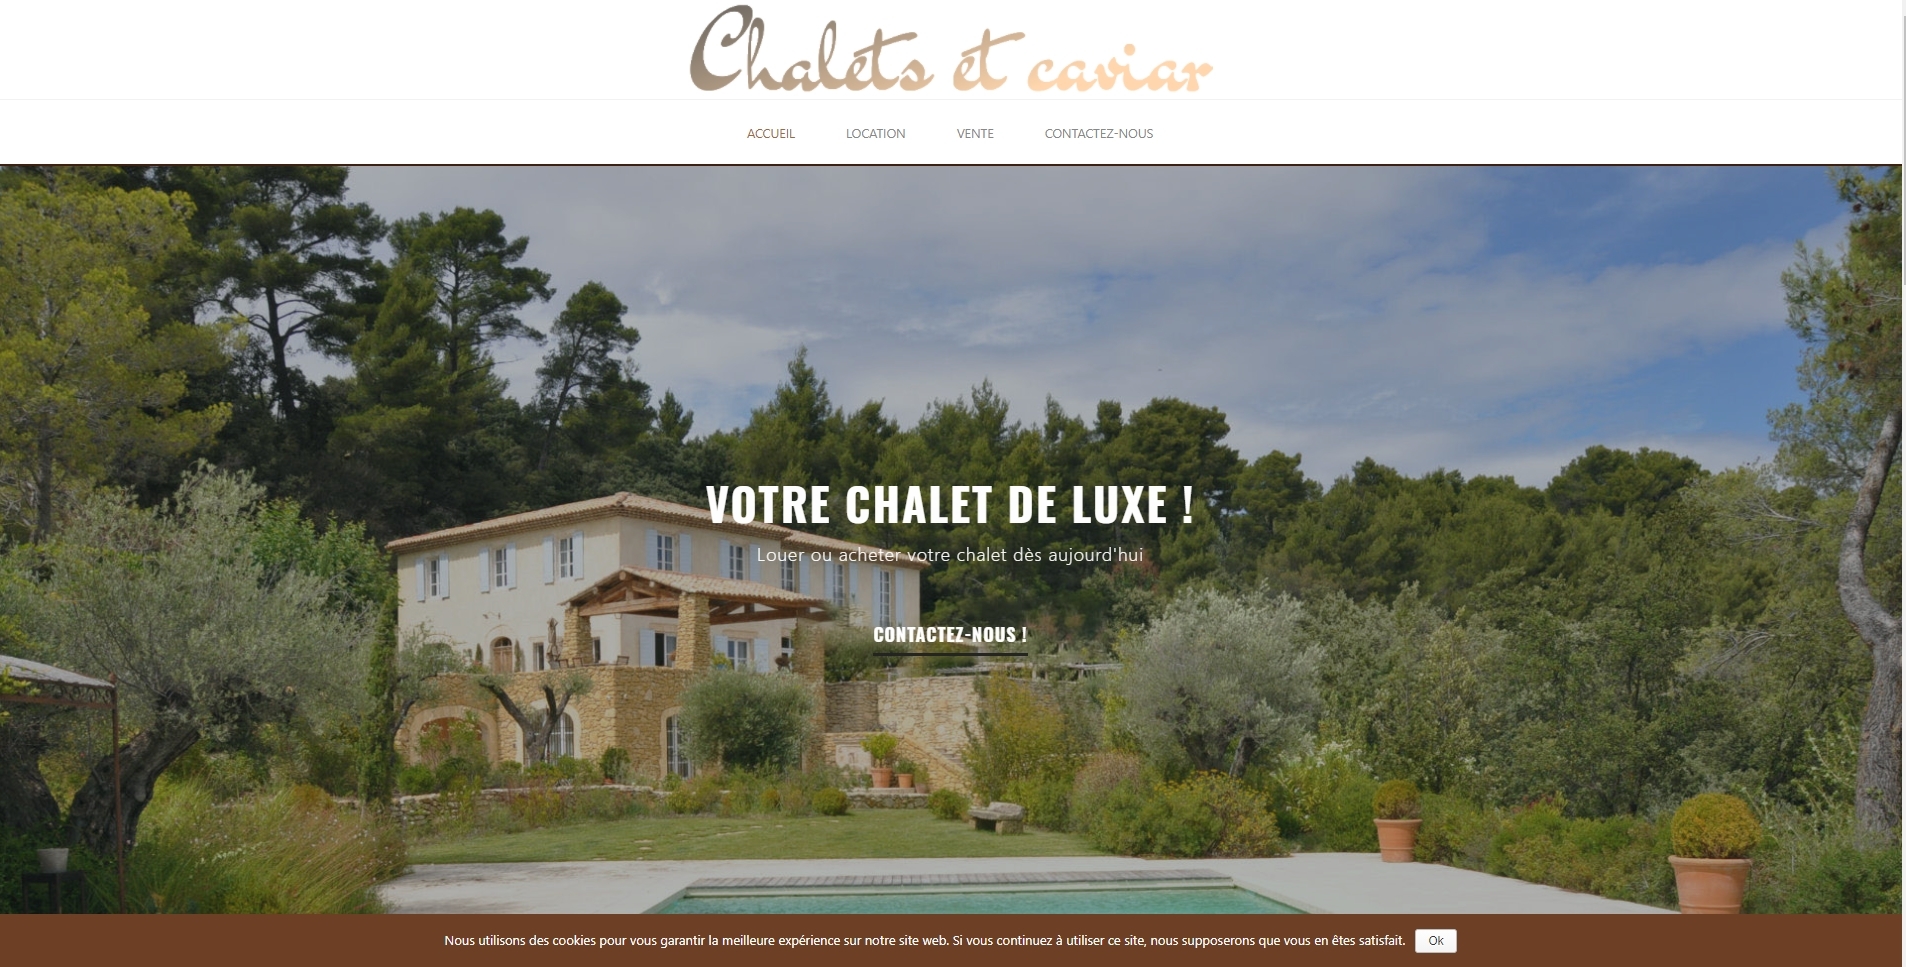 Chalets et caviar
ACCUEIL LOCATION VENTE CONTACTEZ-NOUS
VOTRE CHALET DE LUXE !
Louer ou acheter votre chalet dès aujourd'hui
CONTACTEZ-NOUS !
Nous utilisons des cookies pour vous garantir la meilleure expérience sur notre site web. Si vous continuez à utiliser ce site, nous supposerons que vous en êtes satisfait. Ok